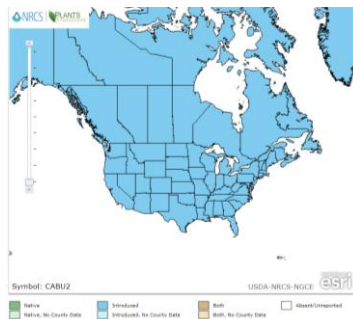 NRCS PLANTS
Symbol: CABU2
USDA-NRCS-NGCE
esri
Native
Introduced
Both
Absent/Unreported
Native, No County Data
Introduced, No County Data
Both, No County Data